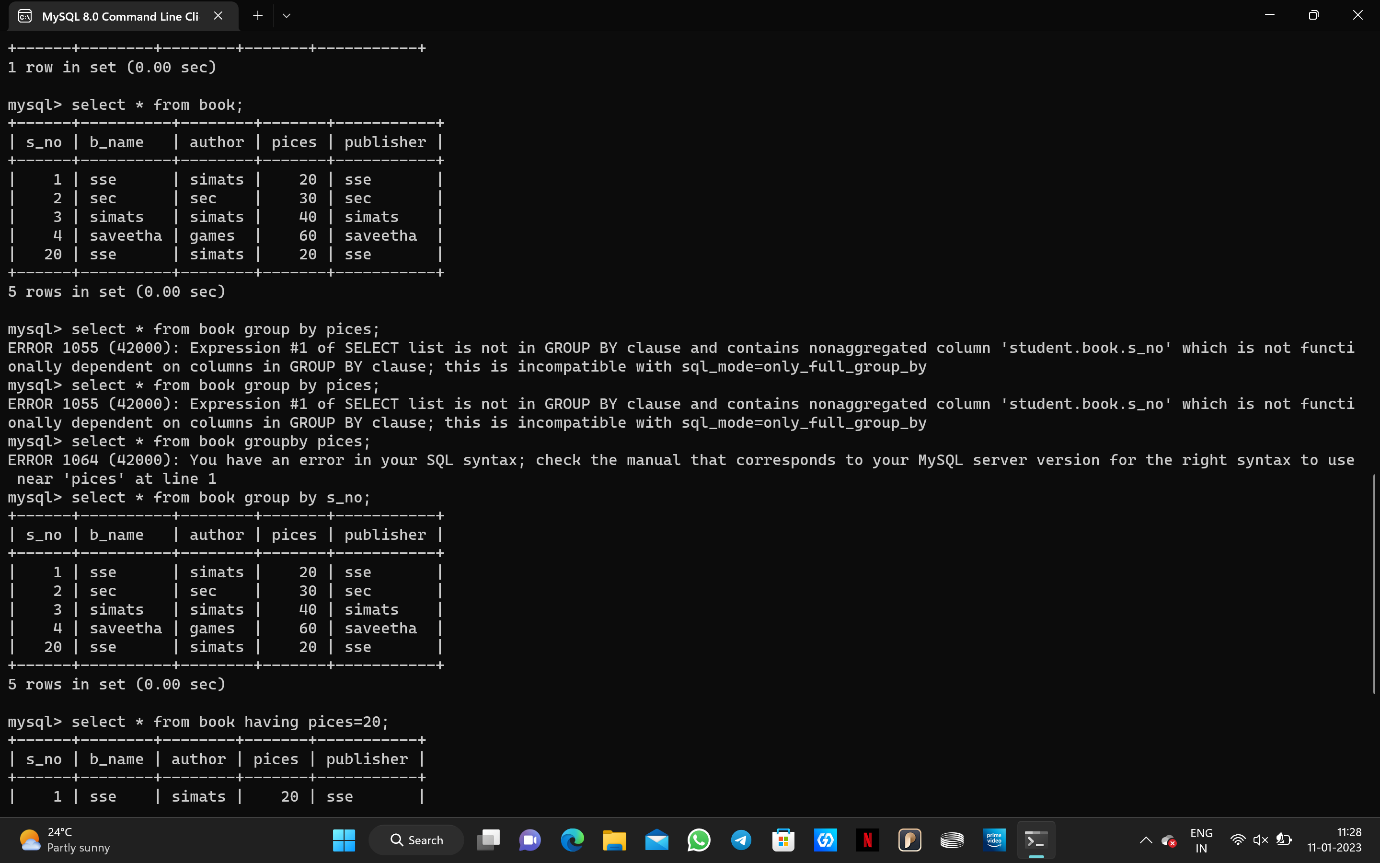 MySQL 8.0 Command Line Cli
+------+--------+--------+-------+-----------+
1 row in set (0.00 sec)
mysql> select * from book;
+------+----------+--------+-------+-----------+
| s_no | b_name   | author | pices | publisher |
+------+----------+--------+-------+-----------+
|    1 | sse      | simats |    20 | sse       |
|    2 | sec      | sec    |    30 | sec       |
|    3 | simats   | simats |    40 | simats    |
|    4 | saveetha | games  |    60 | saveetha  |
|   20 | sse      | simats |    20 | sse       |
+------+----------+--------+-------+-----------+
5 rows in set (0.00 sec)
mysql> select * from book group by pices;
ERROR 1055 (42000): Expression #1 of SELECT list is not in GROUP BY clause and contains nonaggregated column 'student.book.s_no' which is not functi
onally dependent on columns in GROUP BY clause; this is incompatible with sql_mode=only_full_group_by
mysql> select * from book group by pices;
ERROR 1055 (42000): Expression #1 of SELECT list is not in GROUP BY clause and contains nonaggregated column 'student.book.s_no' which is not functi
onally dependent on columns in GROUP BY clause; this is incompatible with sql_mode=only_full_group_by
mysql> select * from book groupby pices;
ERROR 1064 (42000): You have an error in your SQL syntax; check the manual that corresponds to your MySQL server version for the right syntax to use
 near 'pices' at line 1
mysql> select * from book group by s_no;
+------+----------+--------+-------+-----------+
| s_no | b_name   | author | pices | publisher |
+------+----------+--------+-------+-----------+
|    1 | sse      | simats |    20 | sse       |
|    2 | sec      | sec    |    30 | sec       |
|    3 | simats   | simats |    40 | simats    |
|    4 | saveetha | games  |    60 | saveetha  |
|   20 | sse      | simats |    20 | sse       |
+------+----------+--------+-------+-----------+
5 rows in set (0.00 sec)
mysql> select * from book having pices=20;
+------+--------+--------+-------+-----------+
| s_no | b_name | author | pices | publisher |
+------+--------+--------+-------+-----------+
|    1 | sse    | simats |    20 | sse       |
24°C
Partly sunny
Search
N
prime video
ENG
IN
11:28
11-01-2023